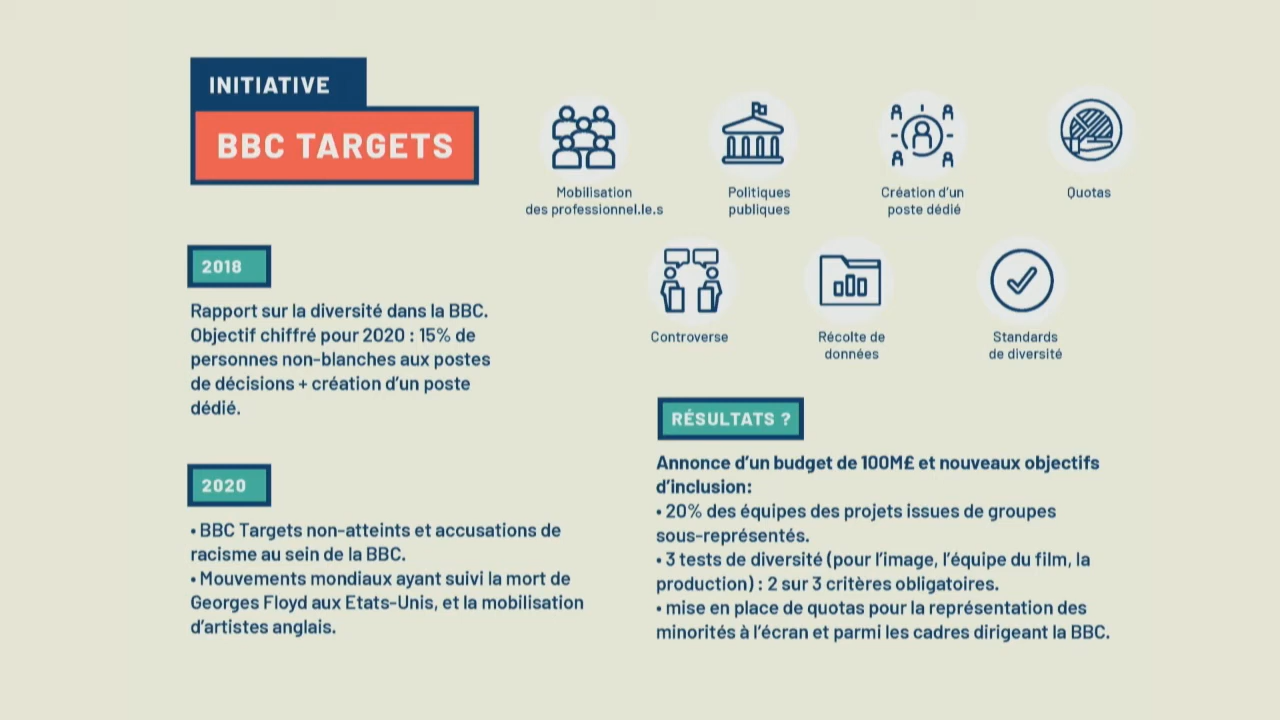 INITIATIVE
BBC TARGETS
Mobilisation
des professionnel.le.s
Politiques
publiques
Création d'un
poste dédié
Quotas
Controverse
Récolte de
données
Standards
de diversité
2018
Rapport sur la diversité dans la BBC.
Objectif chiffré pour 2020 : 15% de
personnes non-blanches aux postes
de décisions + création d'un poste
dédié.
2020
• BBC Targets non-atteints et accusations de
racisme au sein de la BBC.
• Mouvements mondiaux ayant suivi la mort de
Georges Floyd aux Etats-Unis, et la mobilisation
d'artistes anglais.
RÉSULTATS ?
Annonce d'un budget de 100M£ et nouveaux objectifs
d'inclusion:
• 20% des équipes des projets issues de groupes
sous-représentés.
• 3 tests de diversité (pour l'image, l'équipe du film, la
production) : 2 sur 3 critères obligatoires.
• mise en place de quotas pour la représentation des
minorités à l'écran et parmi les cadres dirigeant la BBC.